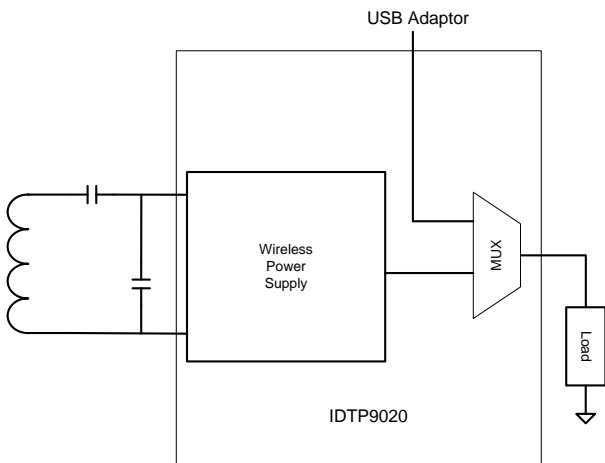 USB Adaptor
Wireless
Power
Supply
MUX
Load
IDTP9020